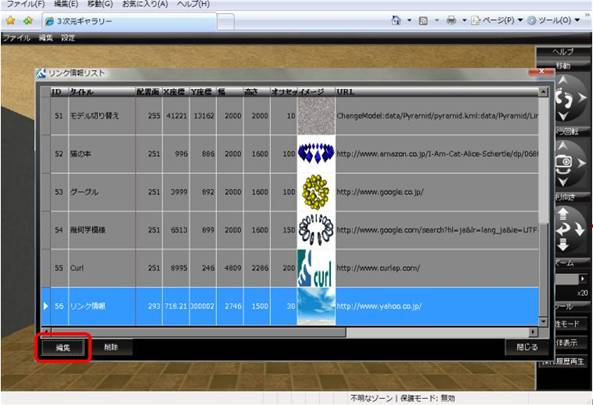 ファイル(F) 編集(E) 移動(G) お気に入り(A) ヘルプ(H)
3次元ギャラリー ページ(P) ツール(O)
ファイル 編集 設定
ヘルプ
移動
リンク情報リスト
ID タイトル 配置面 X座標 Y座標 幅 高さ オフセッ イメージ URL
51 モデル切り替え 255 41221 13162 2000 2000 10 ChangeModel:data/Pyramid/pyramid.kml:data/Pyramid/Lin
52 猫の本 251 996 886 2000 1600 100 http://www.amazon.co.jp/I-Am-Cat-Alice-Schertle/dp/068
53 グーグル 251 3999 892 2000 1600 100 http://www.google.co.jp/
54 幾何学模様 251 6513 899 2000 1600 150 http://www.google.com/search?hl=ja&lr=lang_ja&ie=UTF
55 Curl 251 8995 246 4809 2286 200 curl http://www.curlap.com/
56 リンク情報 293 718.21 300002 2746 1500 30 http://www.yahoo.co.jp/
編集 削除 閉じる
回転
ズーム
x20
ツール
モード
体表示
操作履歴再生
不明なゾーン | 保護モード: 無効